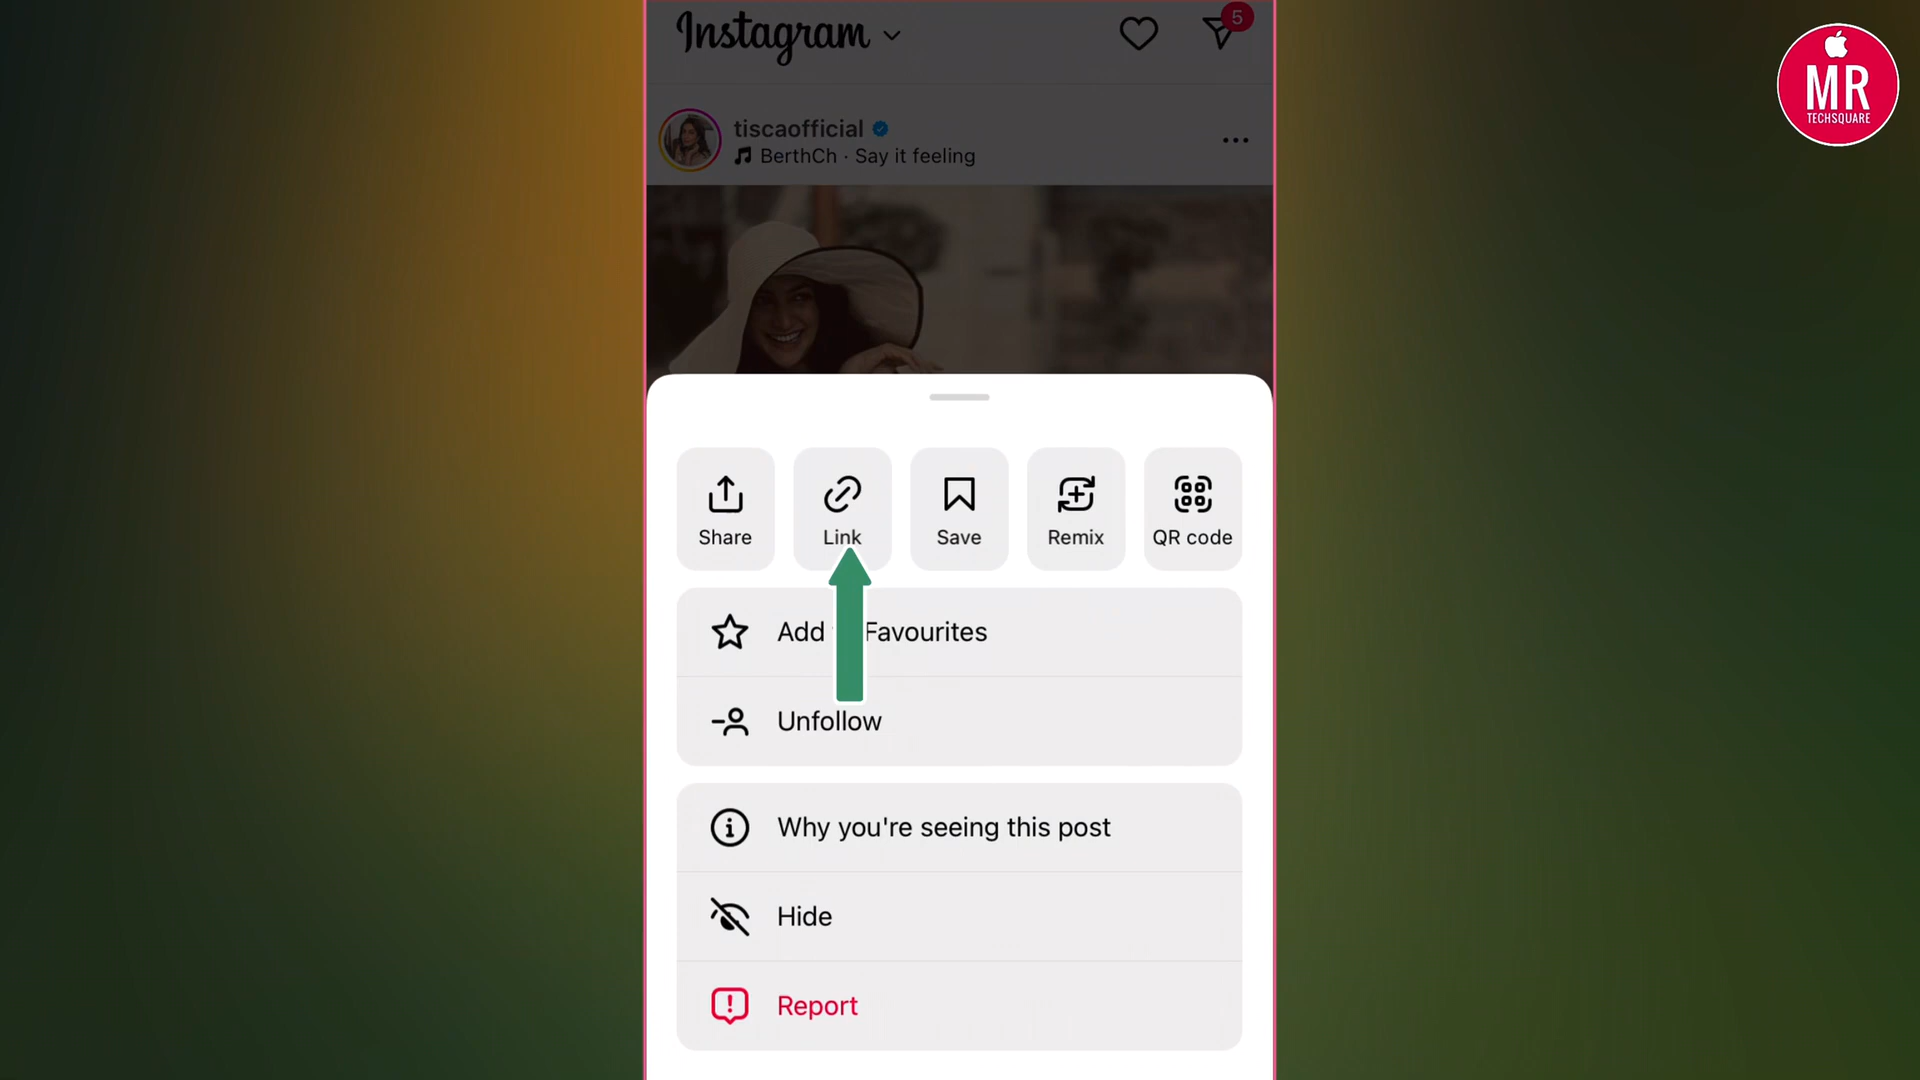 Instagram
5
MR
TECHSQUARE
tiscaofficial
BerthCh · Say it feeling
Share
Link
Save
Remix
QR code
Add Favourites
Unfollow
Why you're seeing this post
Hide
Report